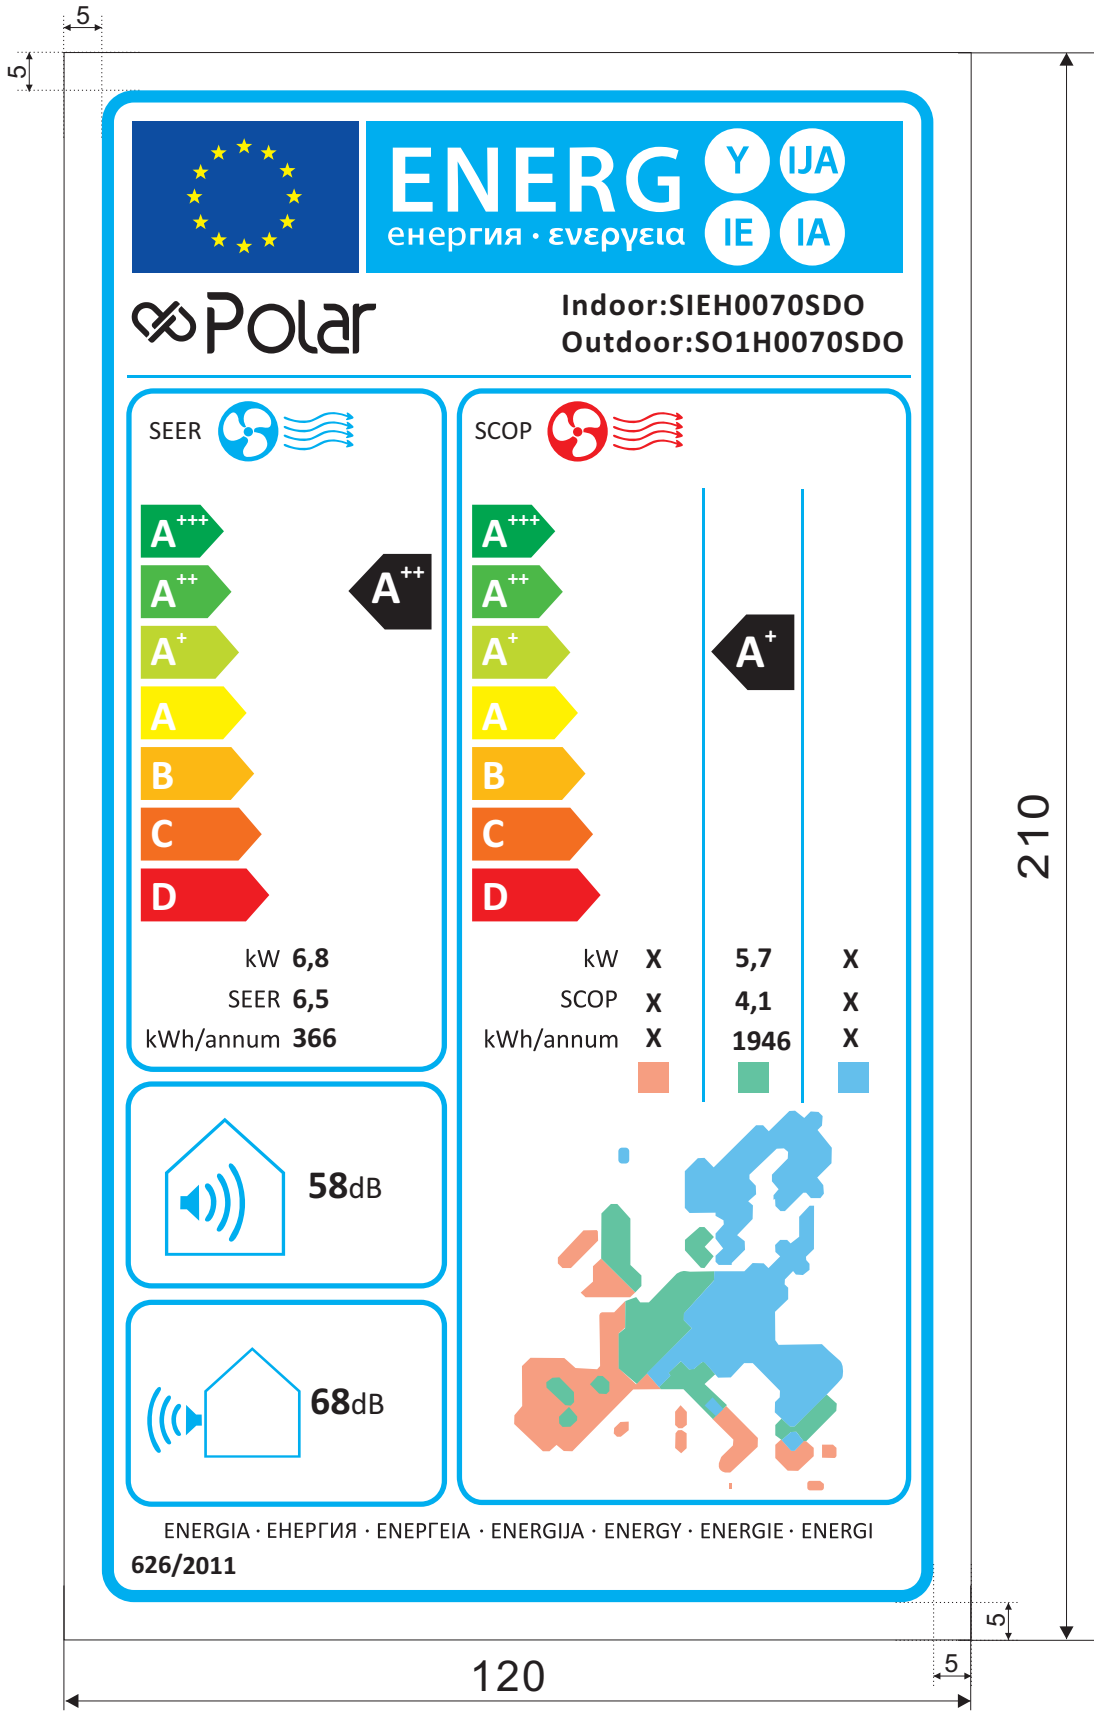 5
5
ENERG Y IJA
енергия · ενεργεια IE IA
Polar
Indoor:SIEH0070SDO
Outdoor:SO1H0070SDO
SEER
A+++
A++
A+
A
B
C
D
A++
kW 6,8
SEER 6,5
kWh/annum 366
SCOP
A+++
A++
A+
A
B
C
D
A+
kW X 5,7 X
SCOP X 4,1 X
kWh/annum X 1946 X
58dB
68dB
ENERGIA · ЕНЕРГИЯ · ΕΝΕΡΓΕΙΑ · ENERGIJA · ENERGY · ENERGIE · ENERGI
626/2011
210
5
5
120